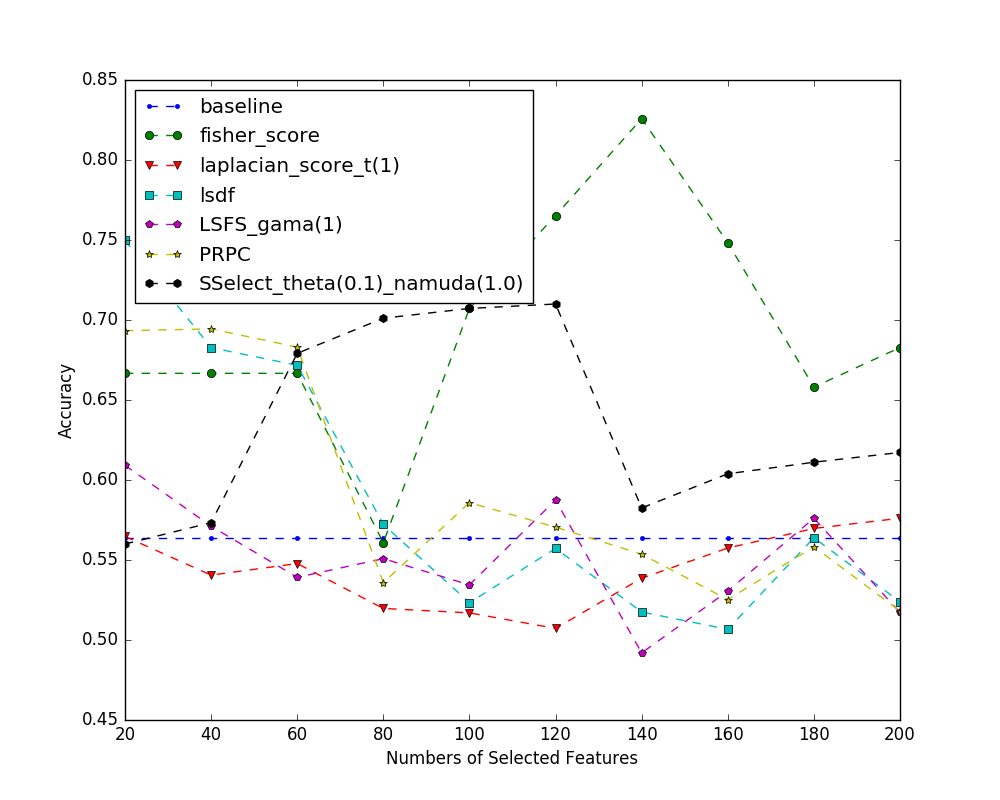 0.85
0.80
0.75
0.70
0.65
0.60
0.55
0.50
0.45
Accuracy
baseline
fisher_score
laplacian_score_t(1)
lsdf
LSFS_gama(1)
PRPC
SSelect_theta(0.1)_namuda(1.0)
20 40 60 80 100 120 140 160 180 200
Numbers of Selected Features